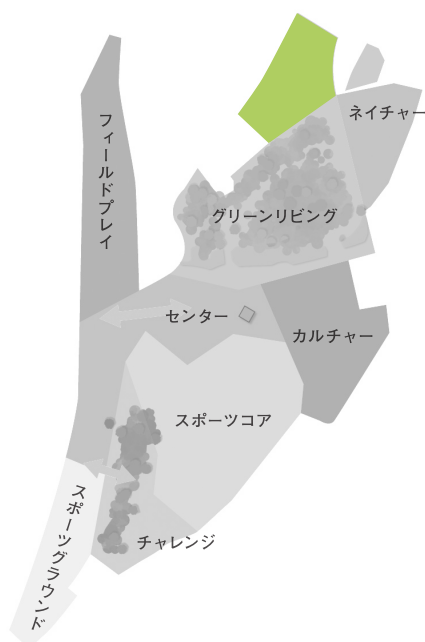 ネイチャー
フィールドプレイ
グリーンリビング
センター
カルチャー
スポーツコア
スポーツグラウンド
チャレンジ